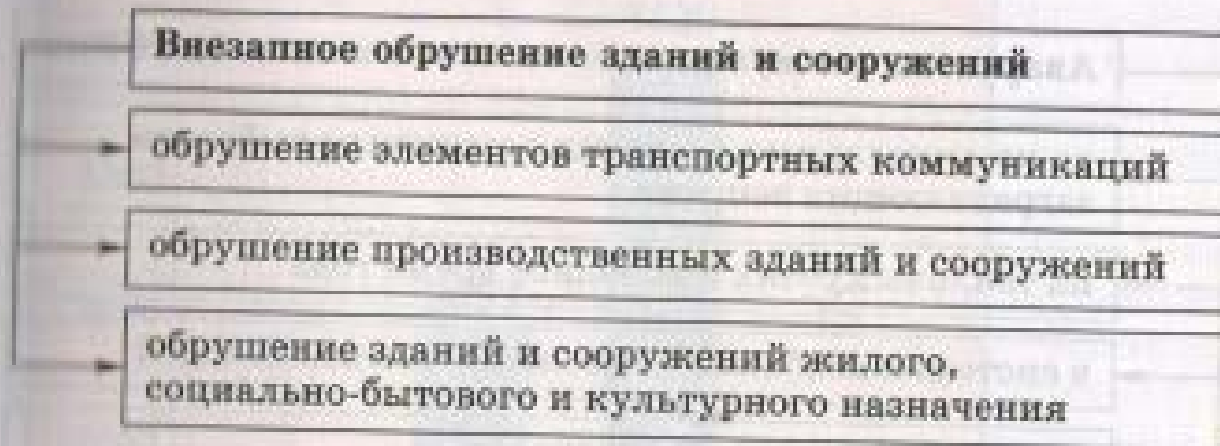 Внезапное обрушение зданий и сооружений
обрушение элементов транспортных коммуникаций
обрушение производственных зданий и сооружений
обрушение зданий и сооружений жилого,
социально-бытового и культурного назначения